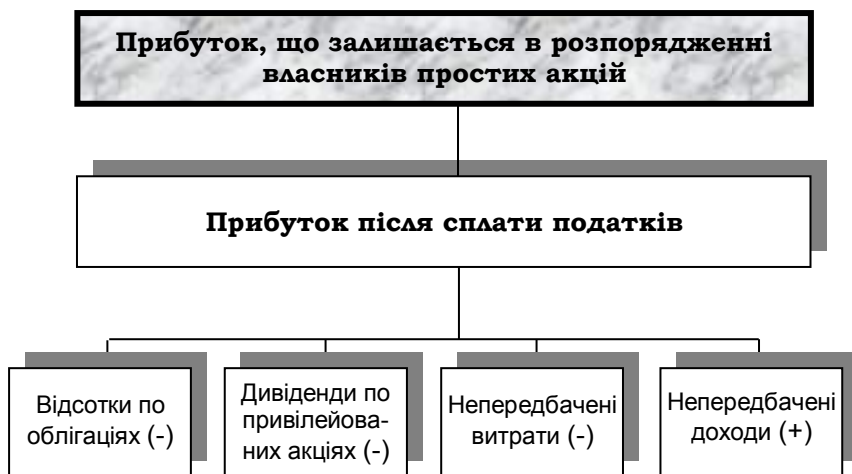 Прибуток, що залишається в розпорядженні
власників простих акцій
Прибуток після сплати податків
Відсотки по
облігаціях (-)
Дивіденди по
привілейова-
них акціях (-)
Непередбачені
витрати (-)
Непередбачені
доходи (+)